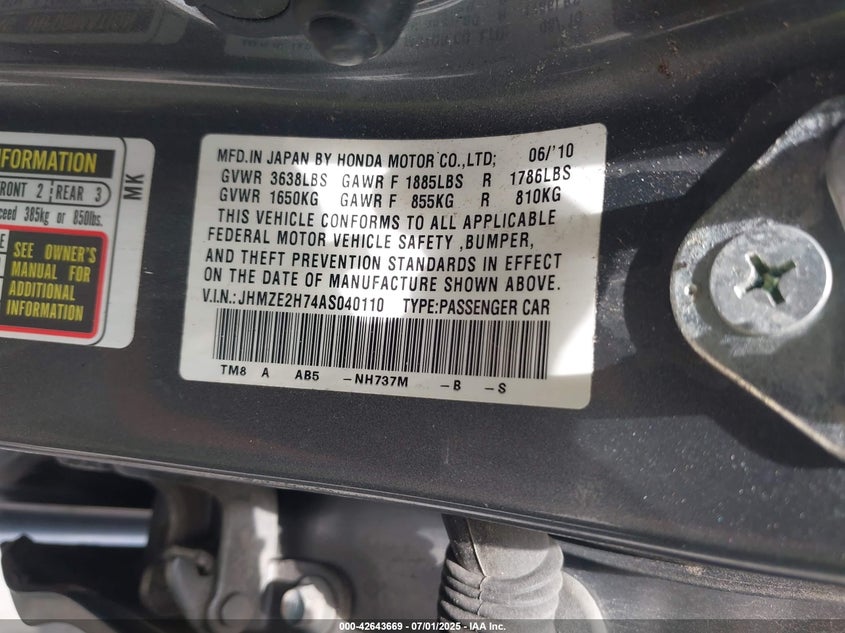 MFD.IN JAPAN BY HONDA MOTOR CO.,LTD; 06/'10
GVWR 3638LBS GAWR F 1885LBS R 1786LBS
GVWR 1650KG GAWR F 855KG R 810KG
THIS VEHICLE CONFORMS TO ALL APPLICABLE
FEDERAL MOTOR VEHICLE SAFETY ,BUMPER,
AND THEFT PREVENTION STANDARDS IN EFFECT
ON THE DATE OF MANUFACTURE SHOWN ABOVE.
V.I.N.:JHMZE2H74AS040110 TYPE:PASSENGER CAR
TM8 A AB5 -NH737M -B -S
FRONT 2 REAR 3
385kg or 850lbs.
SEE OWNER'S
MANUAL FOR
ADDITIONAL
INFORMATION
MK
000-42643669 - 07/01/2025 - IAA Inc.